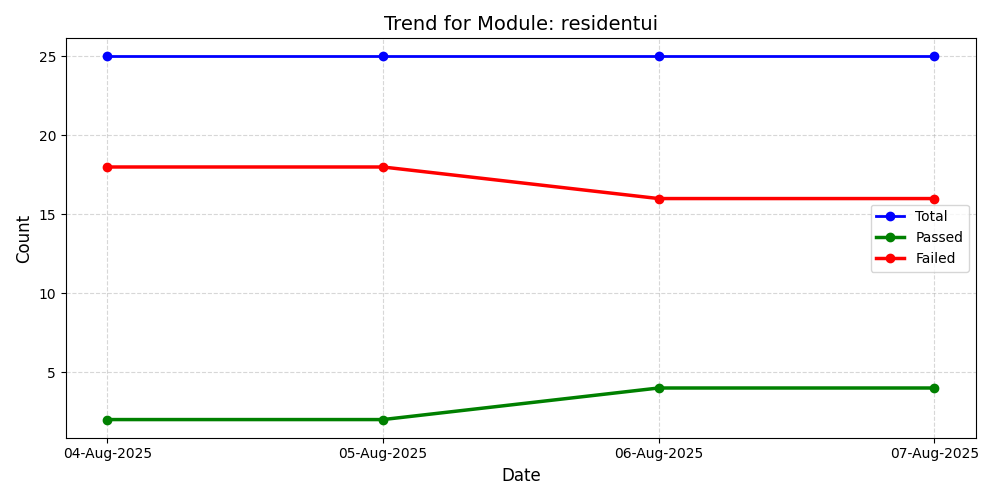 Trend for Module: residentui
Count
25
20
15
10
5
Total
Passed
Failed
04-Aug-2025
05-Aug-2025
06-Aug-2025
07-Aug-2025
Date